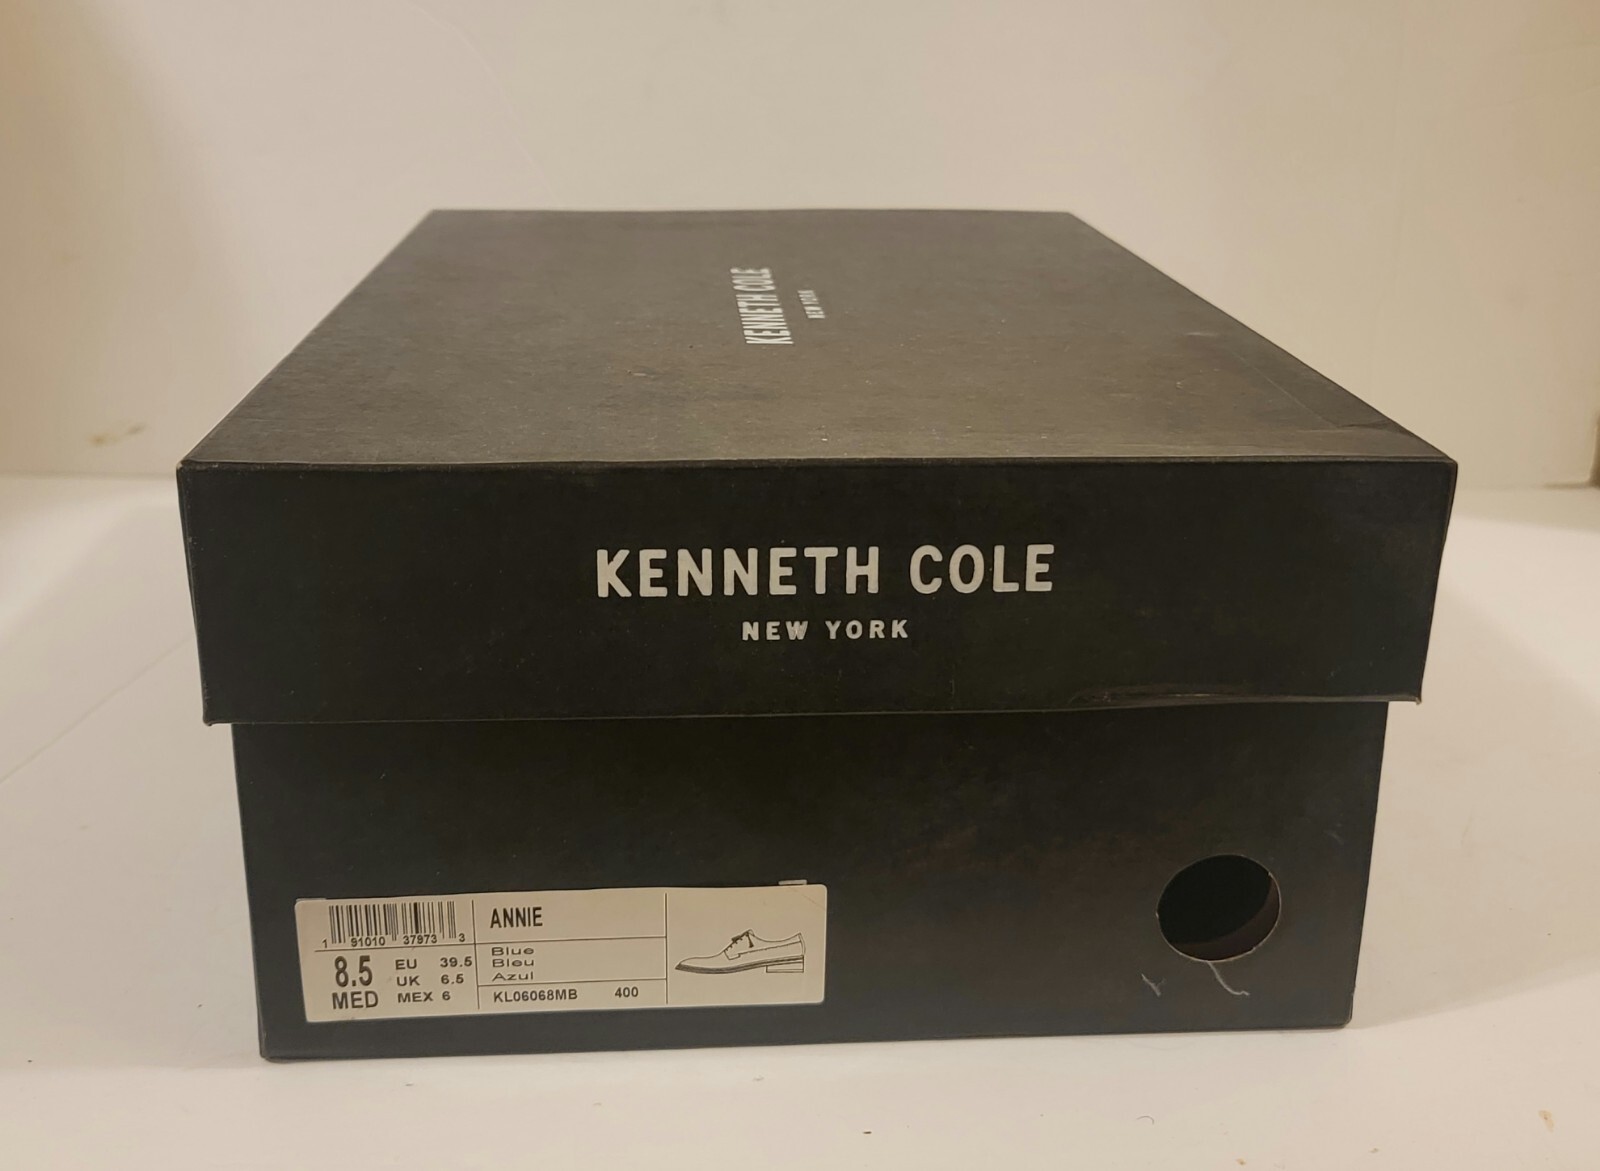 KENNETH COLE
NEW YORK
KENNETH COLE
NEW YORK
1 91010 37973 3
8.5
MED
EU 39.5
UK 6.5
MEX 6
ANNIE
Blue
Bleu
Azul
KL06068MB 400